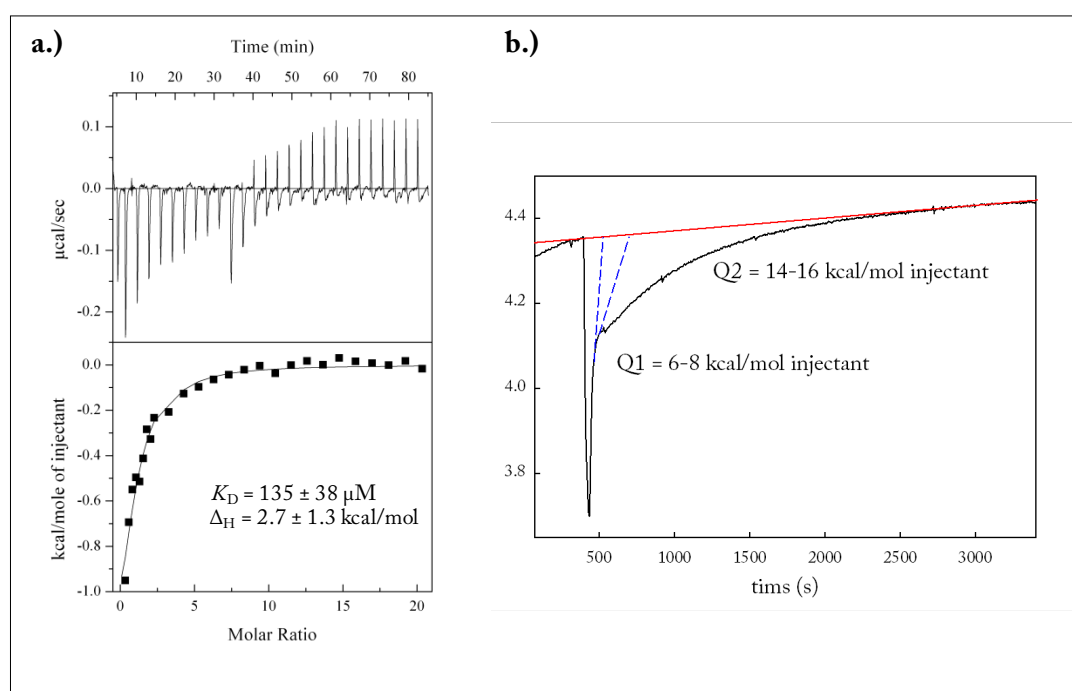 a.)
Time (min)
10 20 30 40 50 60 70 80
0.1
0.0
-0.1
-0.2
µcal/sec
0.0
-0.2
-0.4
-0.6
-0.8
-1.0
kcal/mole of injectant
KD = 135 ± 38 µM
ΔH = 2.7 ± 1.3 kcal/mol
0 5 10 15 20
Molar Ratio
b.)
4.4
4.2
4.0
3.8
Q2 = 14-16 kcal/mol injectant
Q1 = 6-8 kcal/mol injectant
500 1000 1500 2000 2500 3000
tims (s)